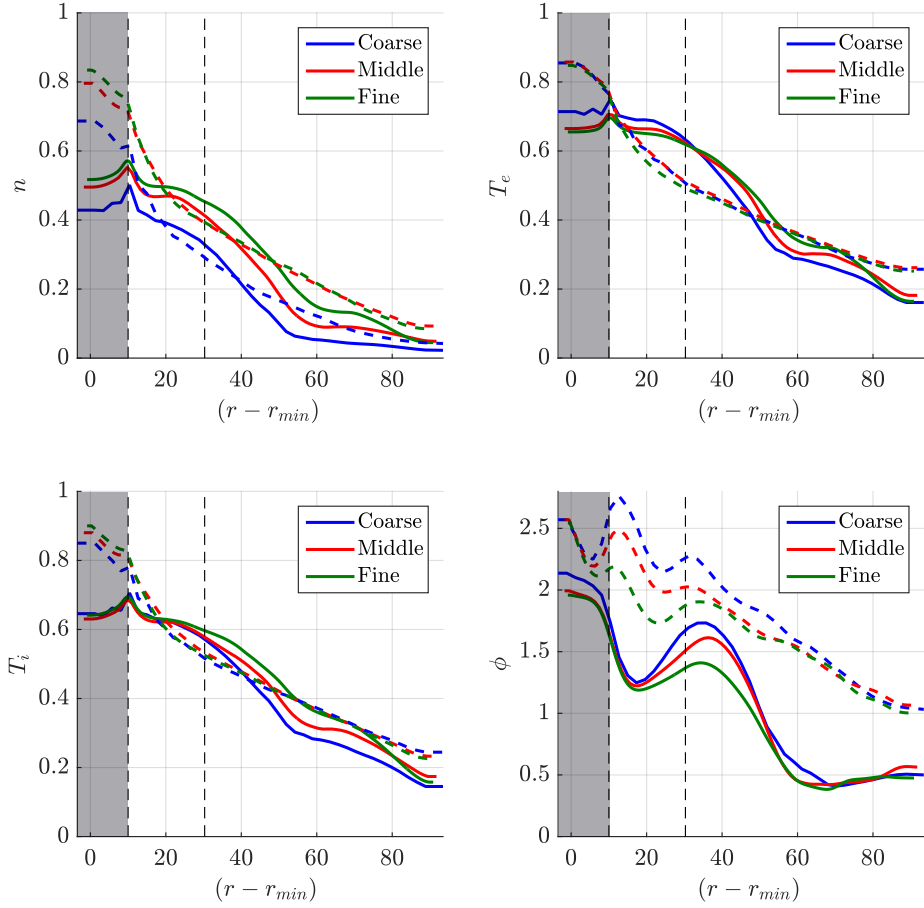 1
0.8
0.6
0.4
0.2
0
n
0 20 40 60 80
(r − r_min)
Coarse
Middle
Fine
1
0.8
0.6
0.4
0.2
0
T_e
0 20 40 60 80
(r − r_min)
Coarse
Middle
Fine
1
0.8
0.6
0.4
0.2
0
T_i
0 20 40 60 80
(r − r_min)
Coarse
Middle
Fine
2.5
2
1.5
1
0.5
0
ϕ
0 20 40 60 80
(r − r_min)
Coarse
Middle
Fine